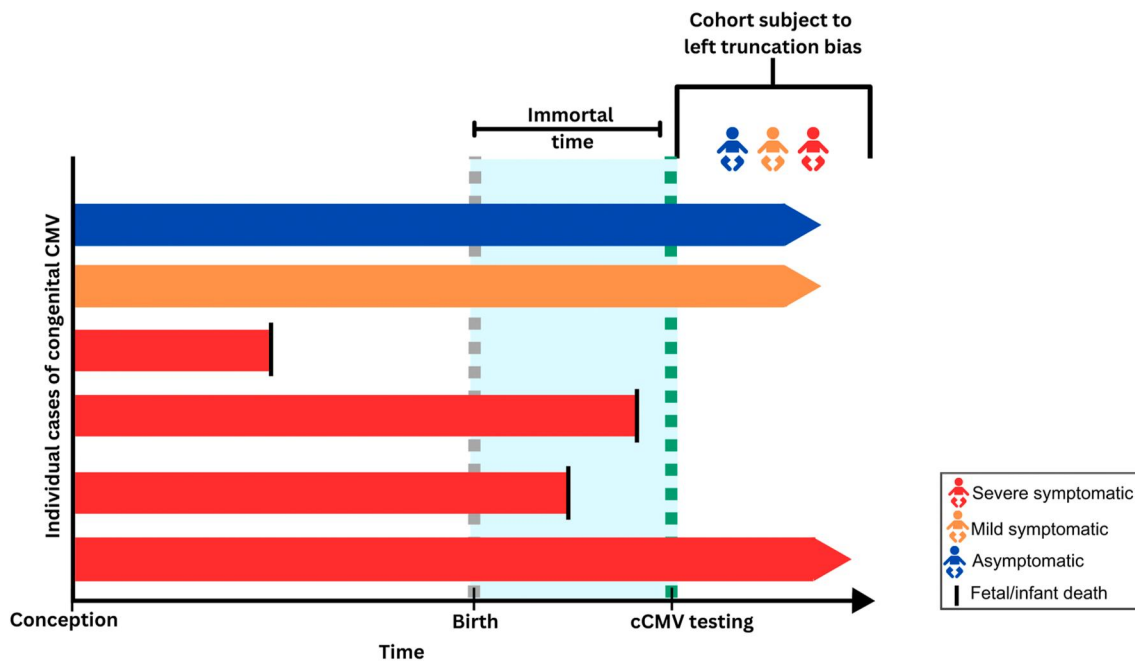 Cohort subject to
left truncation bias
Immortal
time
Individual cases of congenital CMV
Conception
Birth
cCMV testing
Time
Severe symptomatic
Mild symptomatic
Asymptomatic
Fetal/infant death